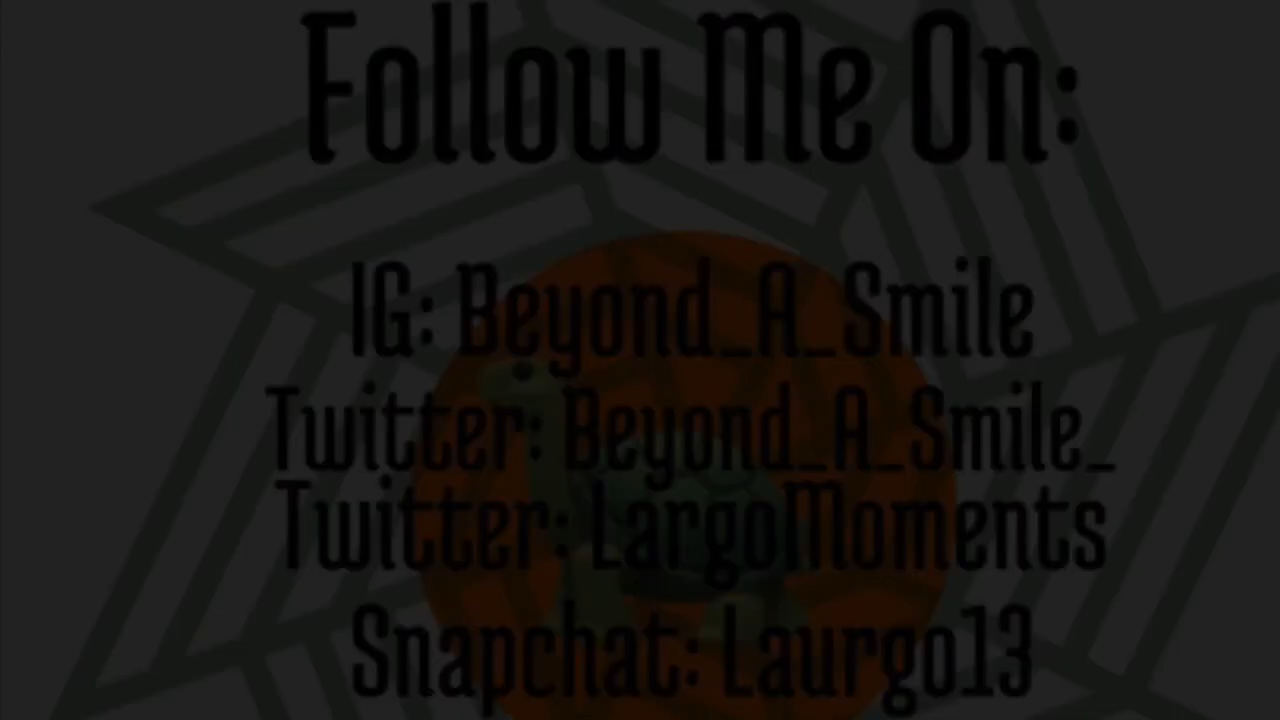 Follow Me On:
IG: Beyond_A_Smile
Twitter: Beyond_A_Smile_
Twitter: LargoMoments
Snapchat: Laurgo13